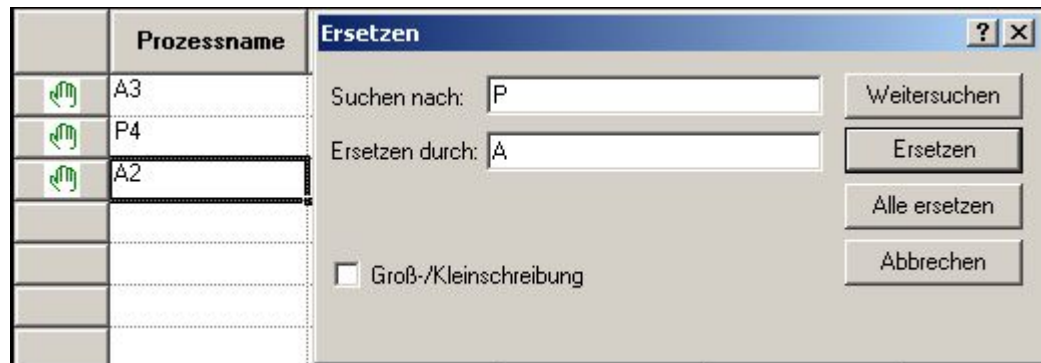 Prozessname
A3
P4
A2
Ersetzen
? X
Suchen nach: P
Ersetzen durch: A
Groß-/Kleinschreibung
Weitersuchen
Ersetzen
Alle ersetzen
Abbrechen